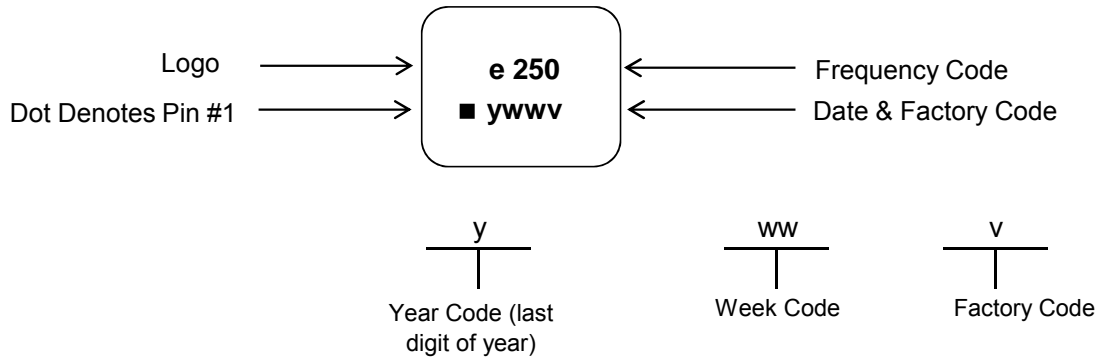 Logo
e 250
Frequency Code
Dot Denotes Pin #1
■ ywwv
Date & Factory Code
y
ww
v
Year Code (last
digit of year)
Week Code
Factory Code